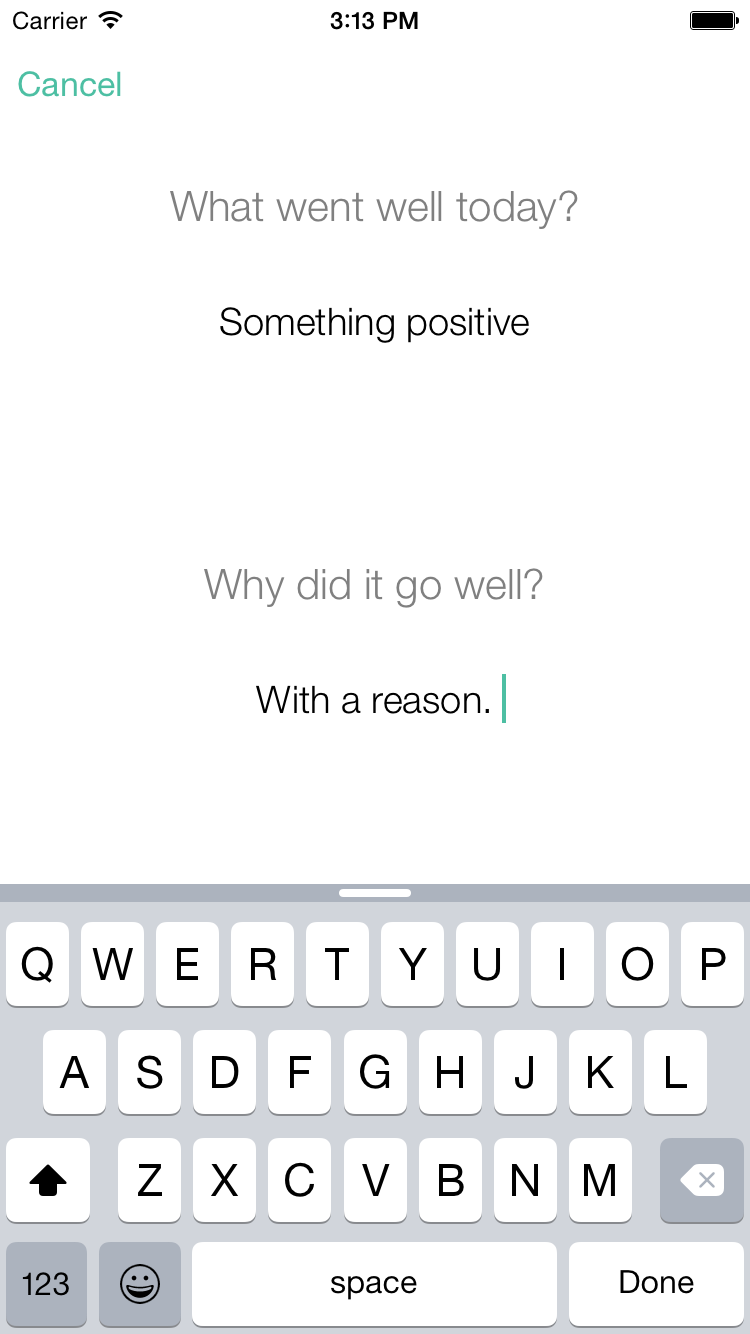 Carrier 3:13 PM
Cancel
What went well today?
Something positive
Why did it go well?
With a reason.
Q W E R T Y U I O P
A S D F G H J K L
Z X C V B N M
123 space Done